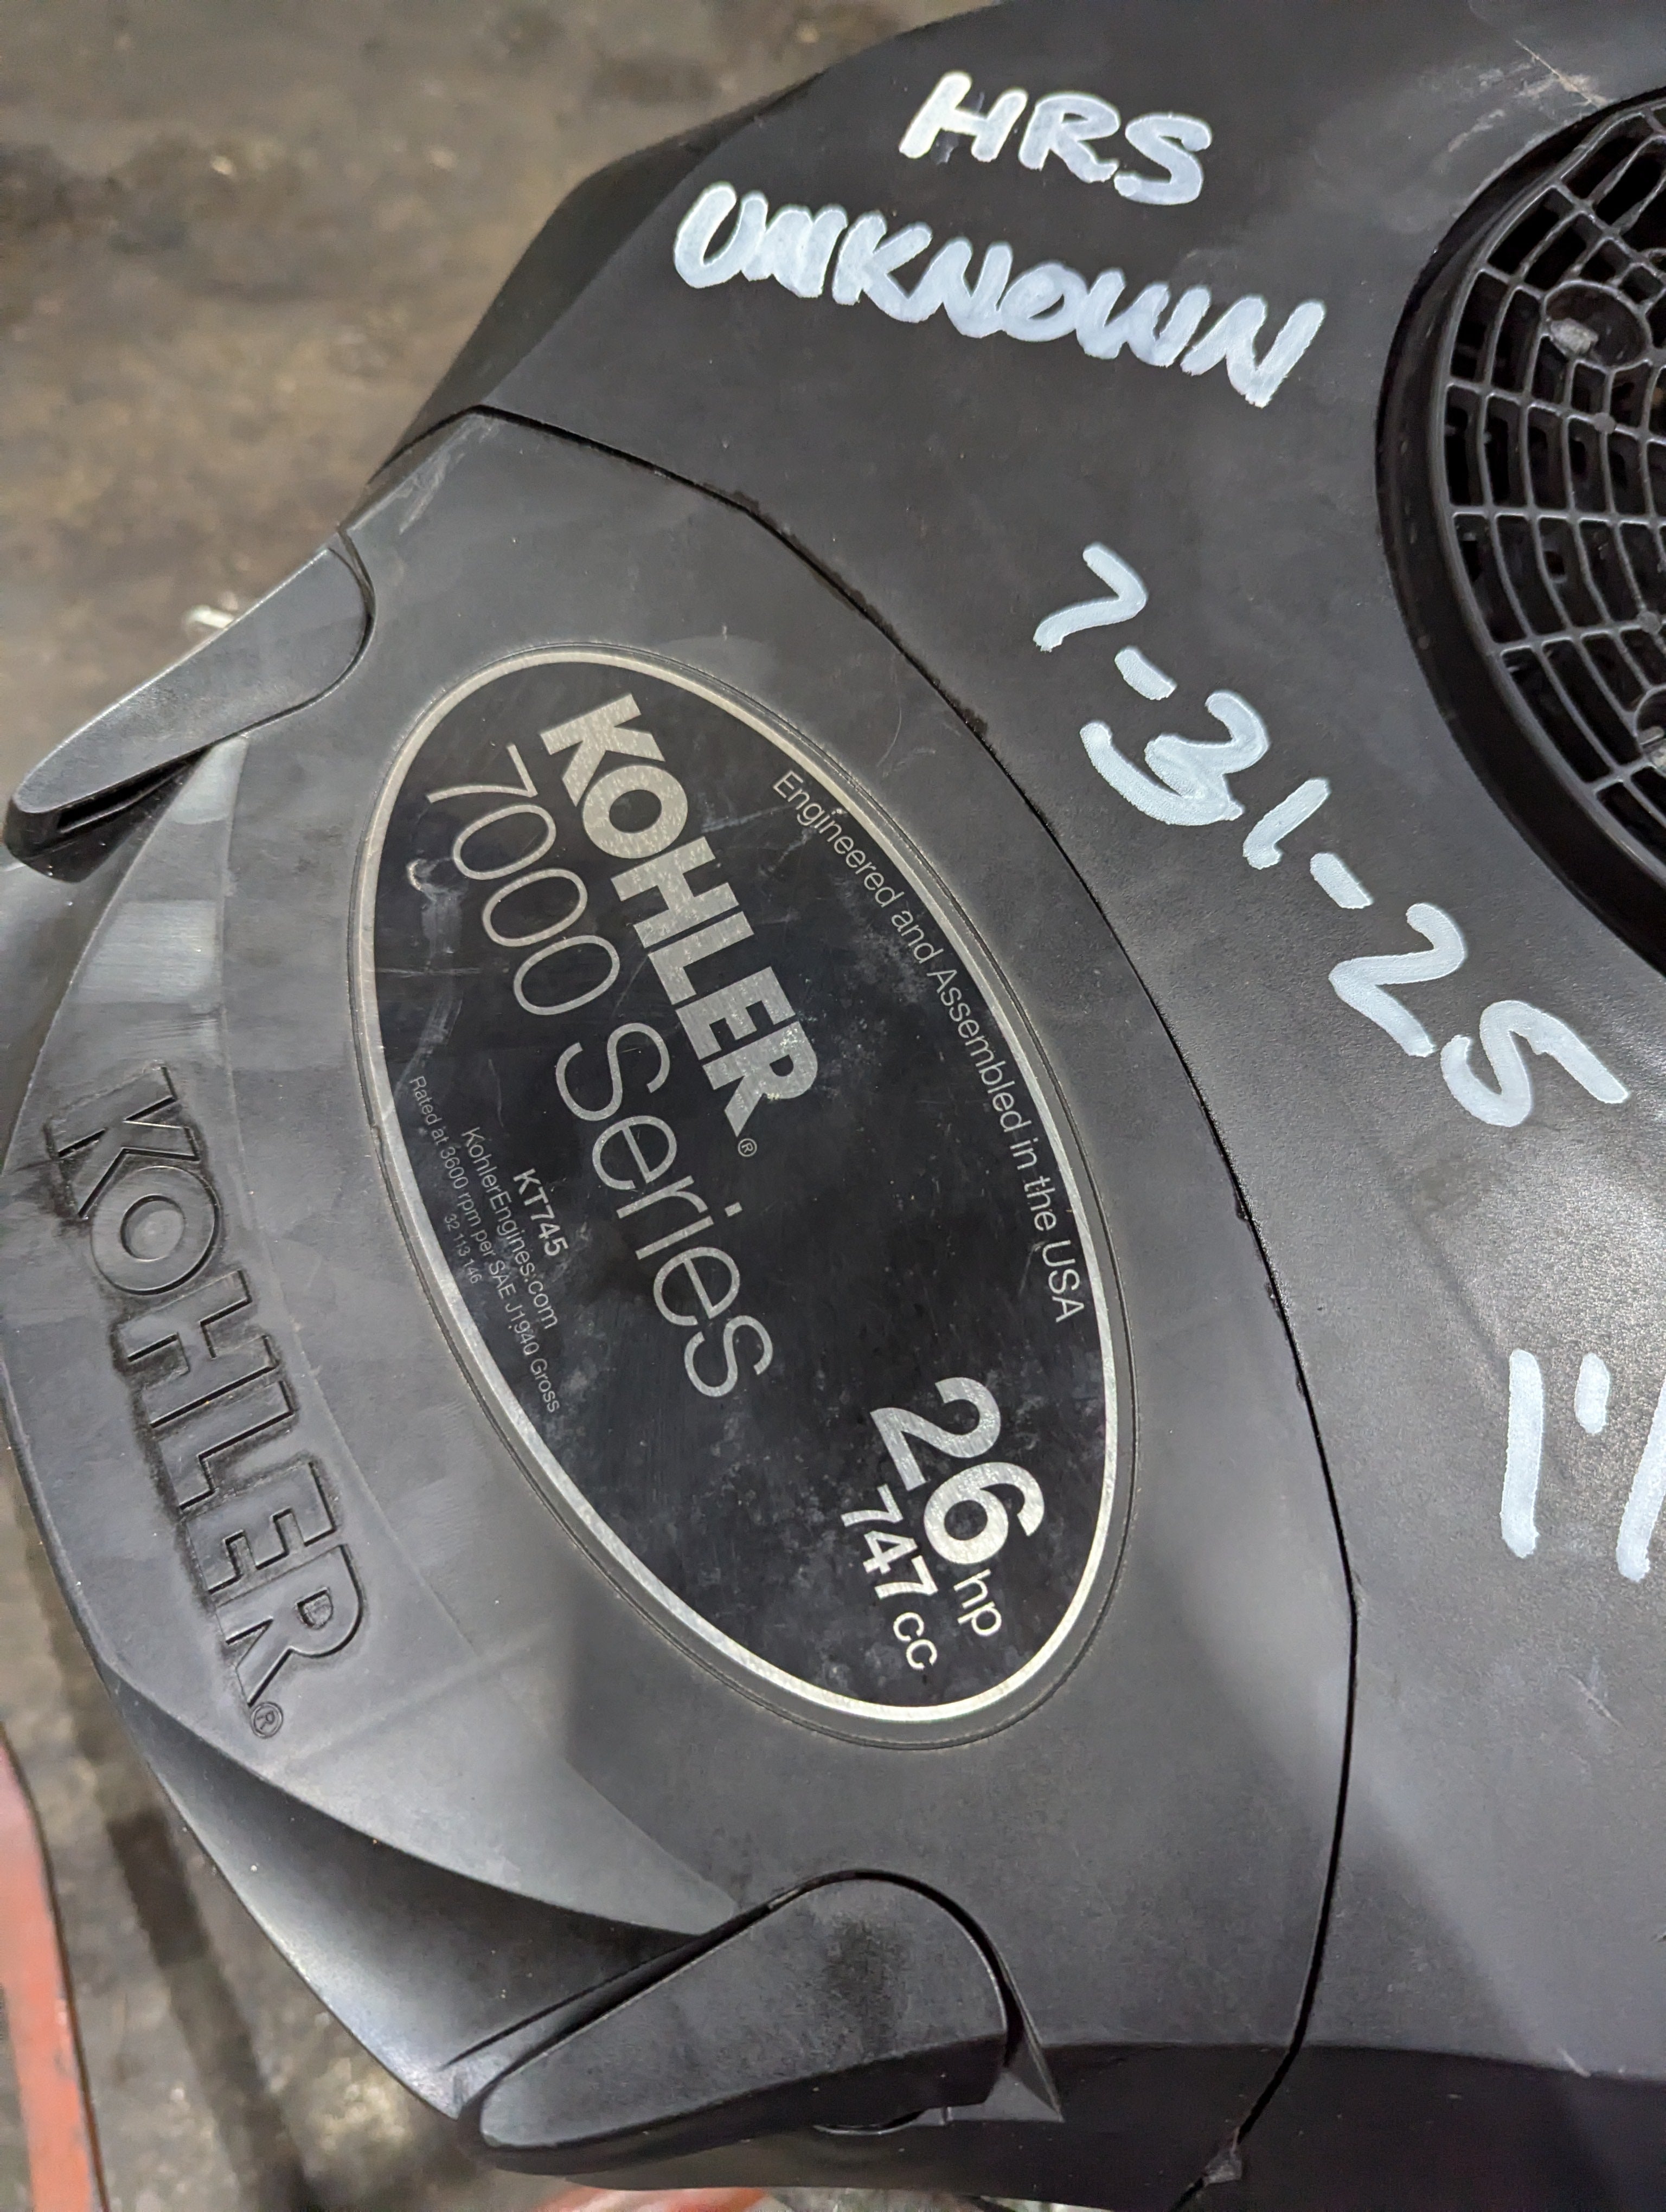 HRS
UNKNOWN
7-31-25
Engineered and Assembled in the USA
KOHLER®
7000 Series
26 hp
747 cc
KT745
KohlerEngines.com
Rated at 3600 rpm per SAE J1940 Gross
32 113 146
KOHLER®